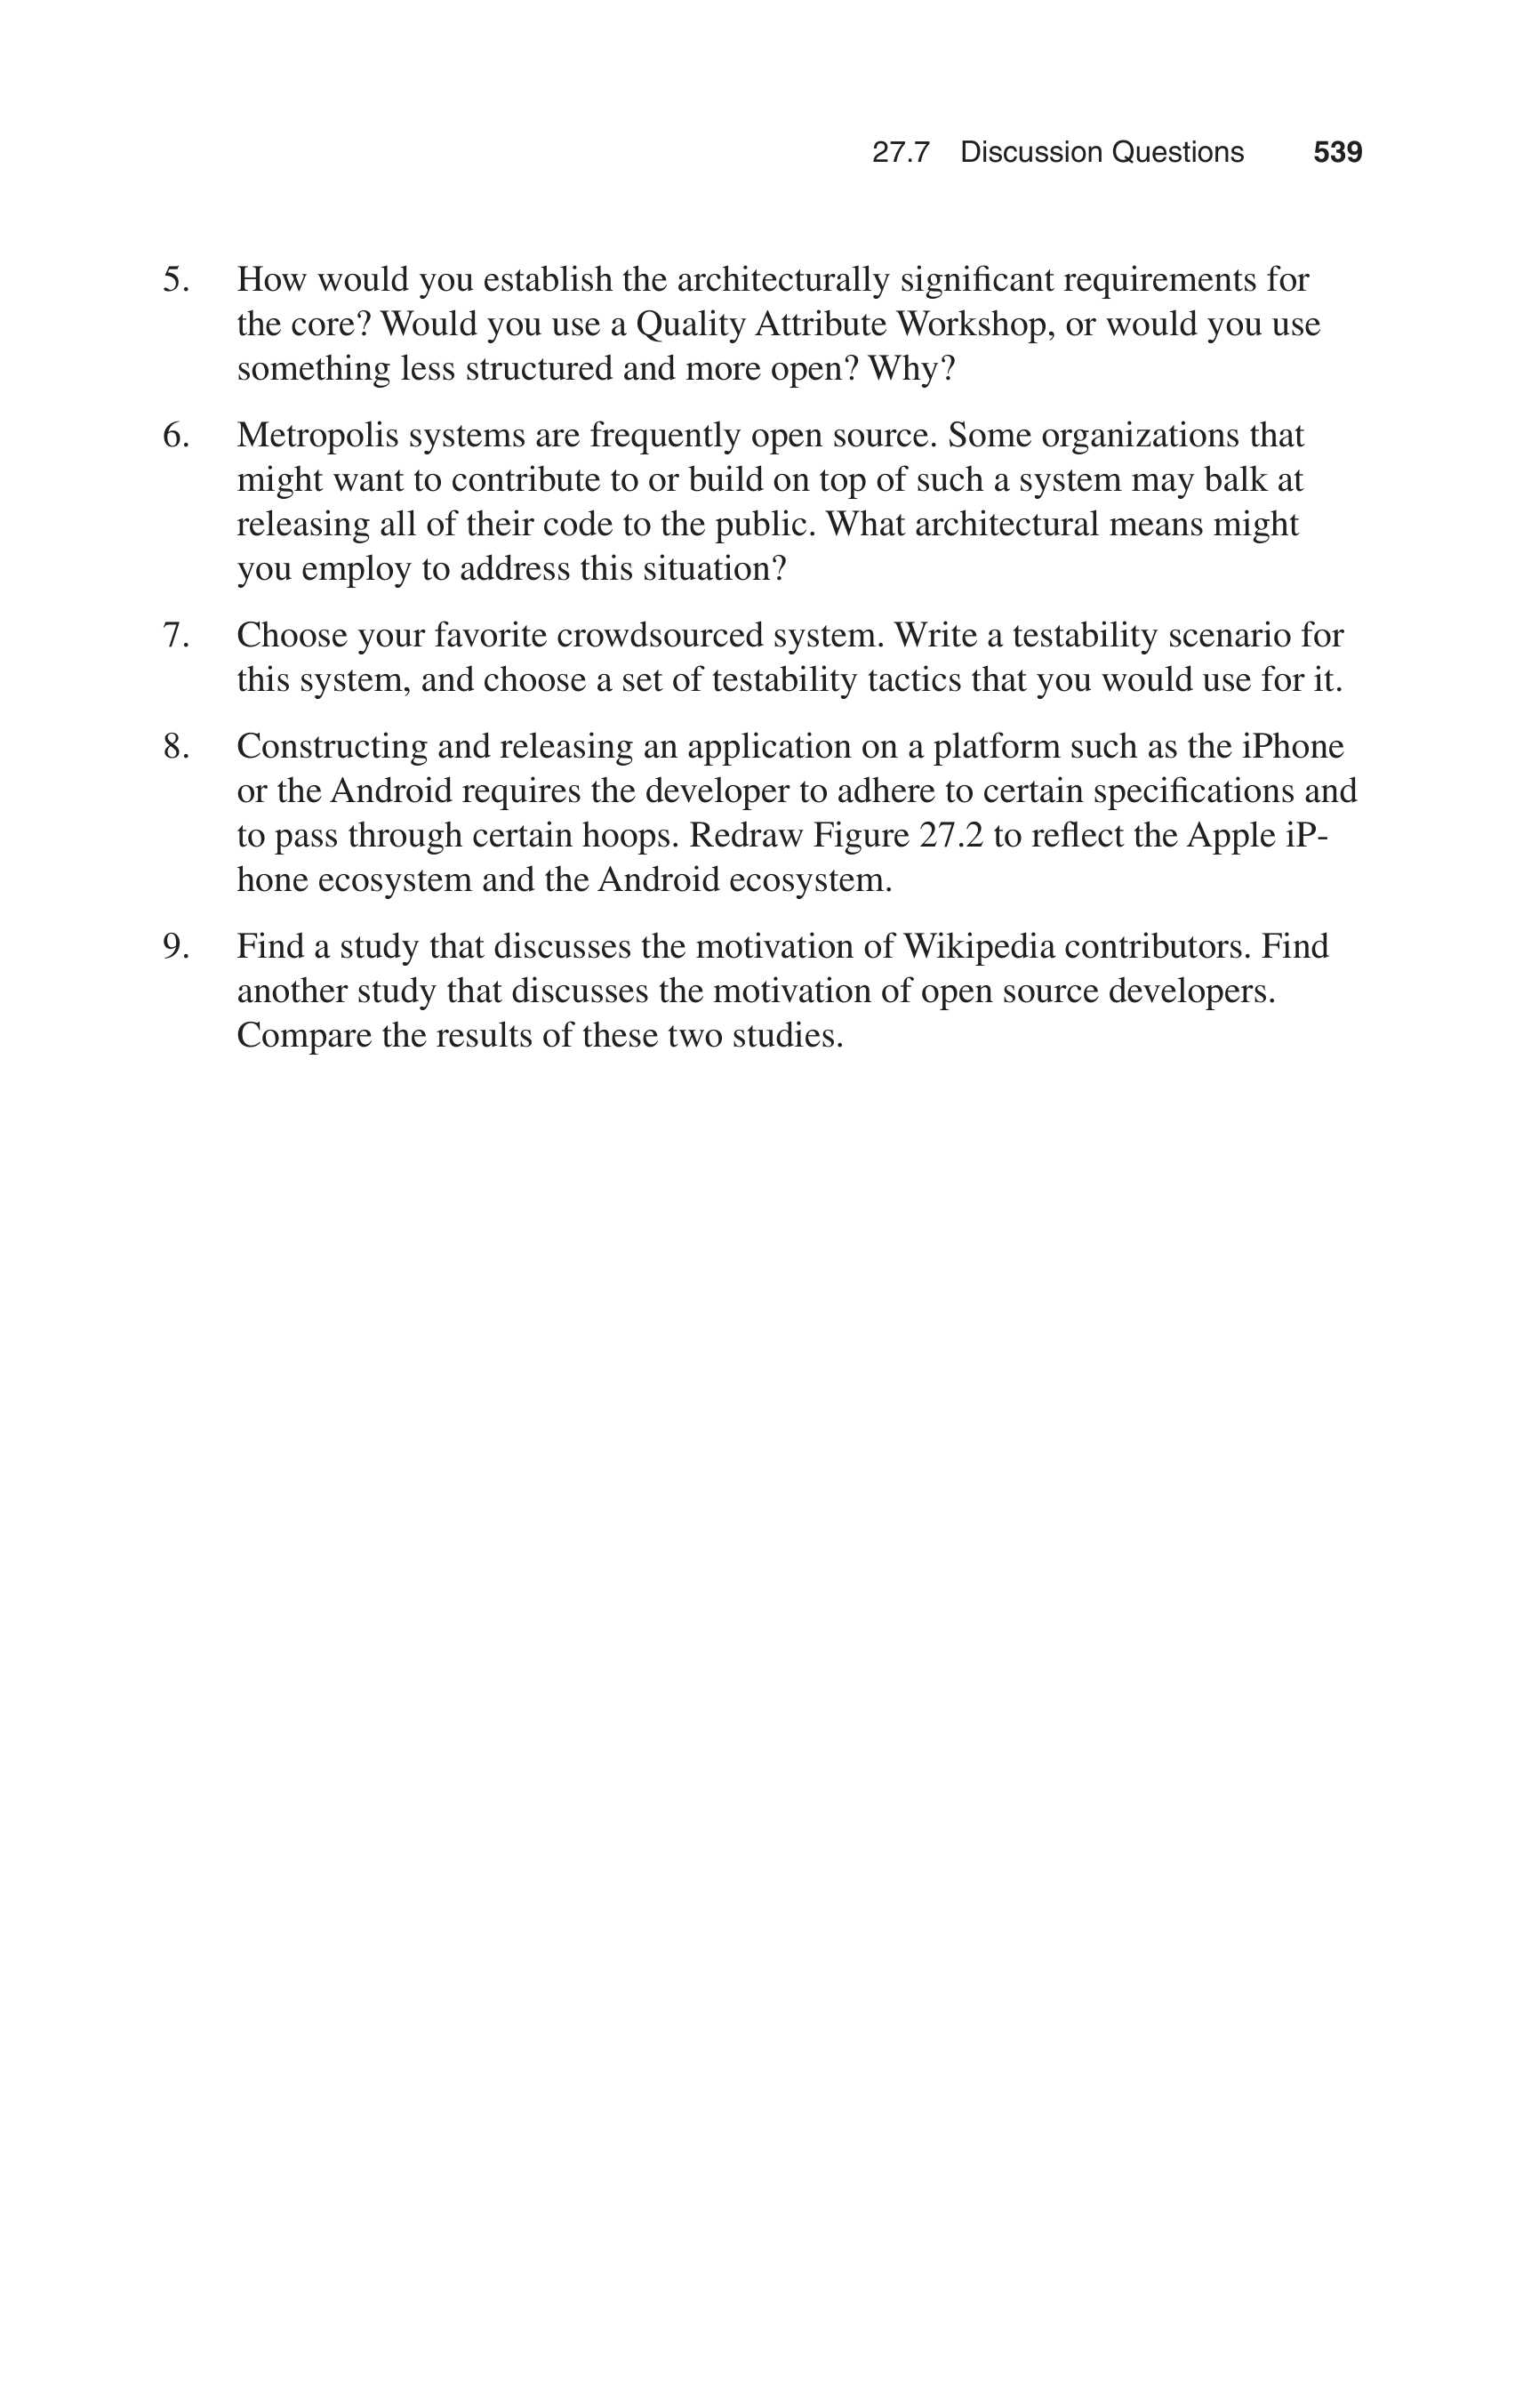 27.7 Discussion Questions 539
5. How would you establish the architecturally significant requirements for
the core? Would you use a Quality Attribute Workshop, or would you use
something less structured and more open? Why?
6. Metropolis systems are frequently open source. Some organizations that
might want to contribute to or build on top of such a system may balk at
releasing all of their code to the public. What architectural means might
you employ to address this situation?
7. Choose your favorite crowdsourced system. Write a testability scenario for
this system, and choose a set of testability tactics that you would use for it.
8. Constructing and releasing an application on a platform such as the iPhone
or the Android requires the developer to adhere to certain specifications and
to pass through certain hoops. Redraw Figure 27.2 to reflect the Apple iP-
hone ecosystem and the Android ecosystem.
9. Find a study that discusses the motivation of Wikipedia contributors. Find
another study that discusses the motivation of open source developers.
Compare the results of these two studies.